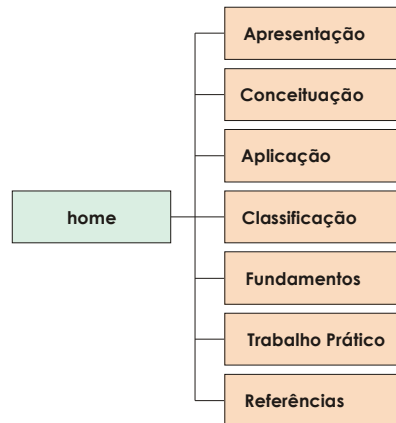 Apresentação
Conceituação
Aplicação
home
Classificação
Fundamentos
Trabalho Prático
Referências